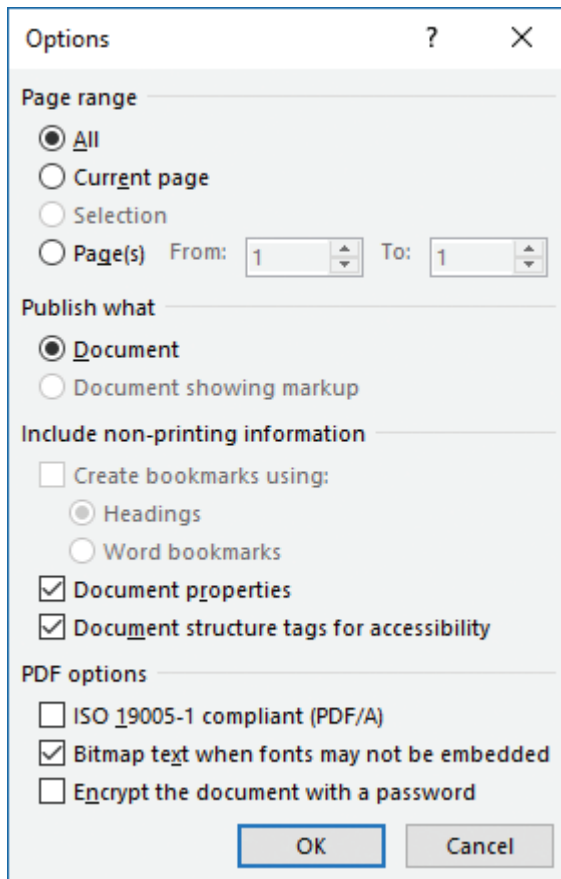 Options ?
Page range
All
Current page
Selection
Page(s) From: 1 To: 1
Publish what
Document
Document showing markup
Include non-printing information
Create bookmarks using:
Headings
Word bookmarks
Document properties
Document structure tags for accessibility
PDF options
ISO 19005-1 compliant (PDF/A)
Bitmap text when fonts may not be embedded
Encrypt the document with a password
OK Cancel